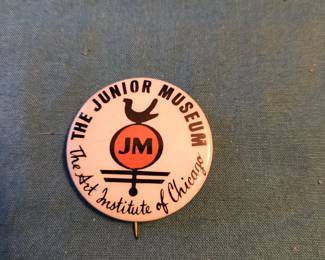 THE JUNIOR MUSEUM
JM
The Art Institute of Chicago